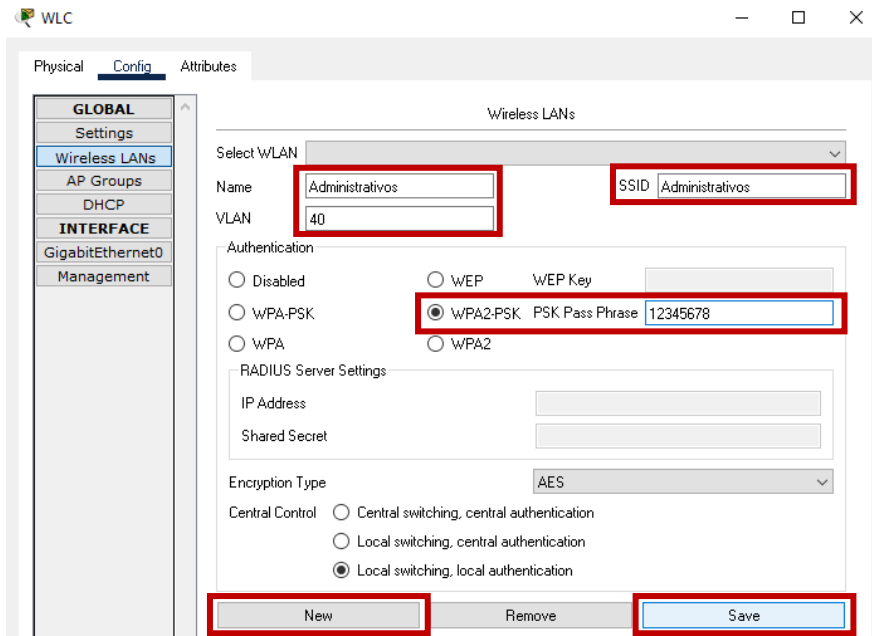 WLC
Physical Config Attributes
GLOBAL
Settings
Wireless LANs
AP Groups
DHCP
INTERFACE
GigabitEthernet0
Management
Wireless LANs
Select WLAN
Name Administrativos SSID Administrativos
VLAN 40
Authentication
Disabled WEP WEP Key
WPA-PSK WPA2-PSK PSK Pass Phrase 12345678
WPA WPA2
RADIUS Server Settings
IP Address
Shared Secret
Encryption Type AES
Central Control Central switching, central authentication
Local switching, central authentication
Local switching, local authentication
New Remove Save